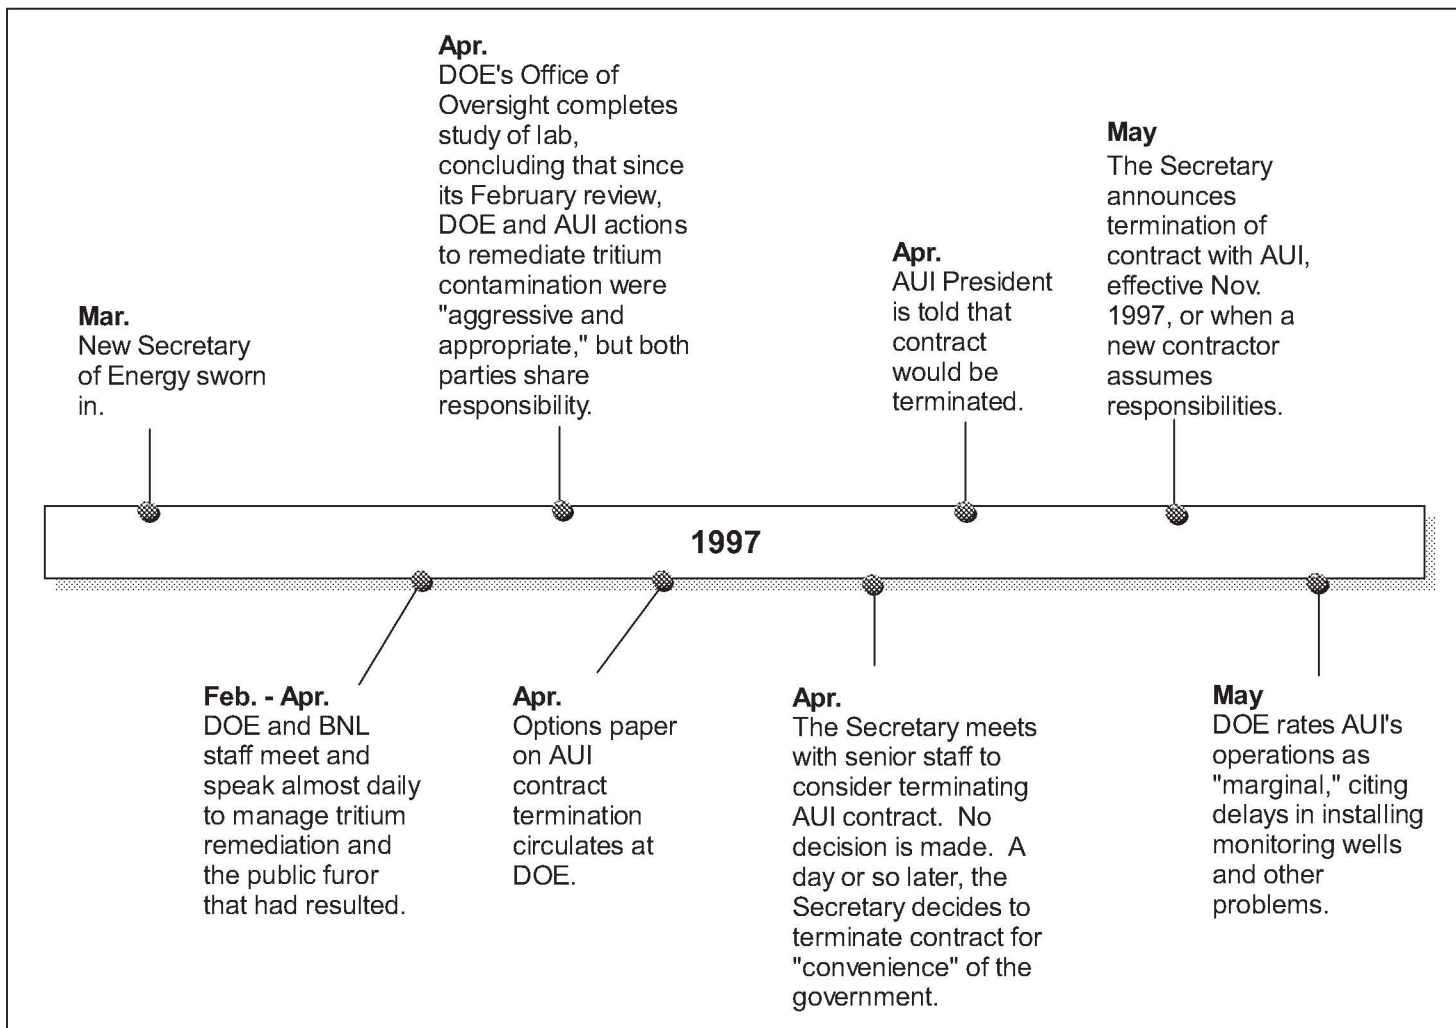 Mar.
New Secretary
of Energy sworn
in.
Apr.
DOE's Office of
Oversight completes
study of lab,
concluding that since
its February review,
DOE and AUI actions
to remediate tritium
contamination were
"aggressive and
appropriate," but both
parties share
responsibility.
Apr.
AUI President
is told that
contract
would be
terminated.
May
The Secretary
announces
termination of
contract with AUI,
effective Nov.
1997, or when a
new contractor
assumes
responsibilities.
1997
Feb. - Apr.
DOE and BNL
staff meet and
speak almost daily
to manage tritium
remediation and
the public furor
that had resulted.
Apr.
Options paper
on AUI
contract
termination
circulates at
DOE.
Apr.
The Secretary meets
with senior staff to
consider terminating
AUI contract.  No
decision is made.  A
day or so later, the
Secretary decides to
terminate contract for
"convenience" of the
government.
May
DOE rates AUI's
operations as
"marginal," citing
delays in installing
monitoring wells
and other
problems.